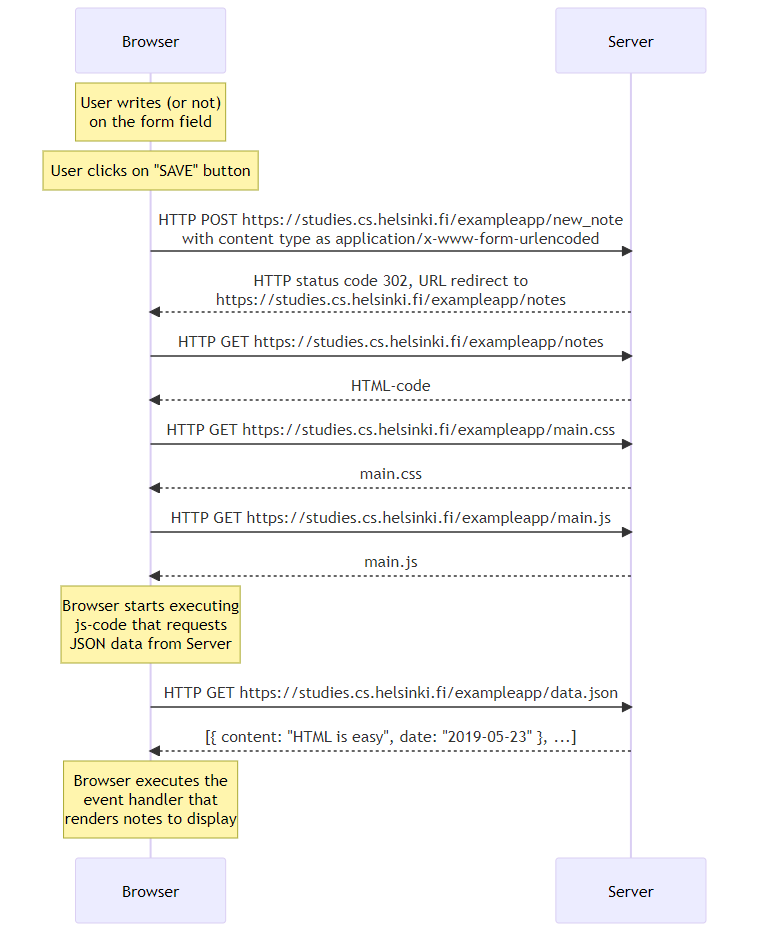 Browser
Server
User writes (or not)
on the form field
User clicks on "SAVE" button
HTTP POST https://studies.cs.helsinki.fi/exampleapp/new_note
with content type as application/x-www-form-urlencoded
HTTP status code 302, URL redirect to
https://studies.cs.helsinki.fi/exampleapp/notes
HTTP GET https://studies.cs.helsinki.fi/exampleapp/notes
HTML-code
HTTP GET https://studies.cs.helsinki.fi/exampleapp/main.css
main.css
HTTP GET https://studies.cs.helsinki.fi/exampleapp/main.js
main.js
Browser starts executing
js-code that requests
JSON data from Server
HTTP GET https://studies.cs.helsinki.fi/exampleapp/data.json
[{ content: "HTML is easy", date: "2019-05-23" }, ...]
Browser executes the
event handler that
renders notes to display
Browser
Server